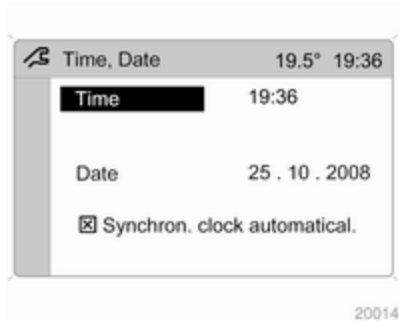 Time, Date 19.5° 19:36
Time 19:36
Date 25 . 10 . 2008
Synchron. clock automatical.
20014